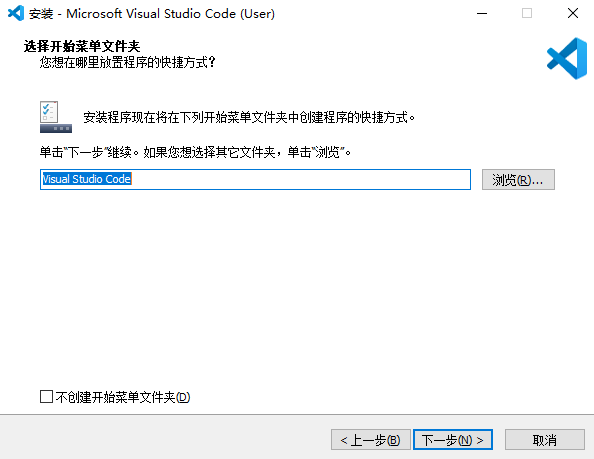 安装 - Microsoft Visual Studio Code (User)
选择开始菜单文件夹
您想在哪里放置程序的快捷方式？
安装程序现在将在下列开始菜单文件夹中创建程序的快捷方式。
单击“下一步”继续。如果您想选择其它文件夹，单击“浏览”。
Visual Studio Code
浏览(R)...
不创建开始菜单文件夹(D)
< 上一步(B)
下一步(N) >
取消